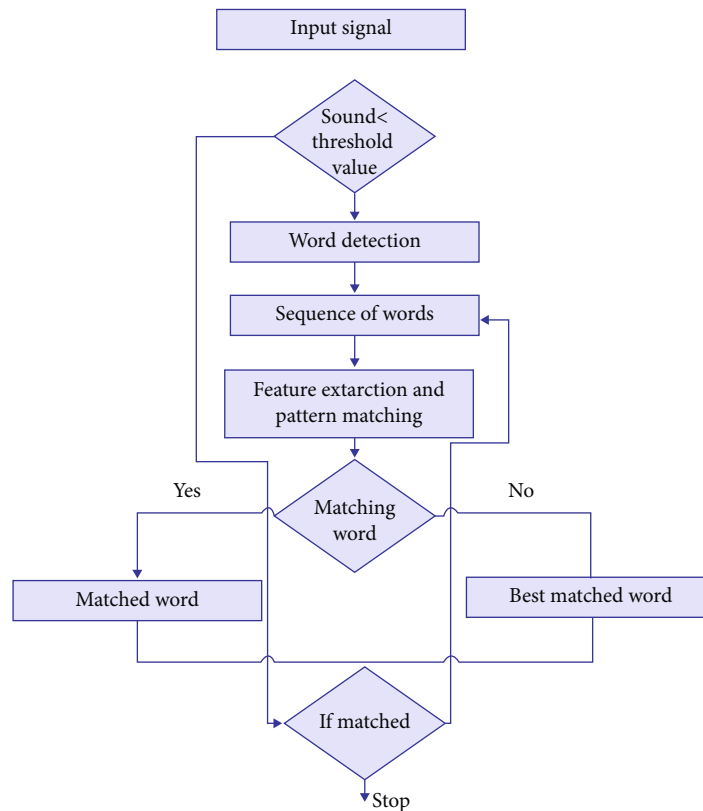 Input signal
Sound<
threshold
value
Word detection
Sequence of words
Feature extarction and
pattern matching
Yes
No
Matching
word
Matched word
Best matched word
If matched
Stop